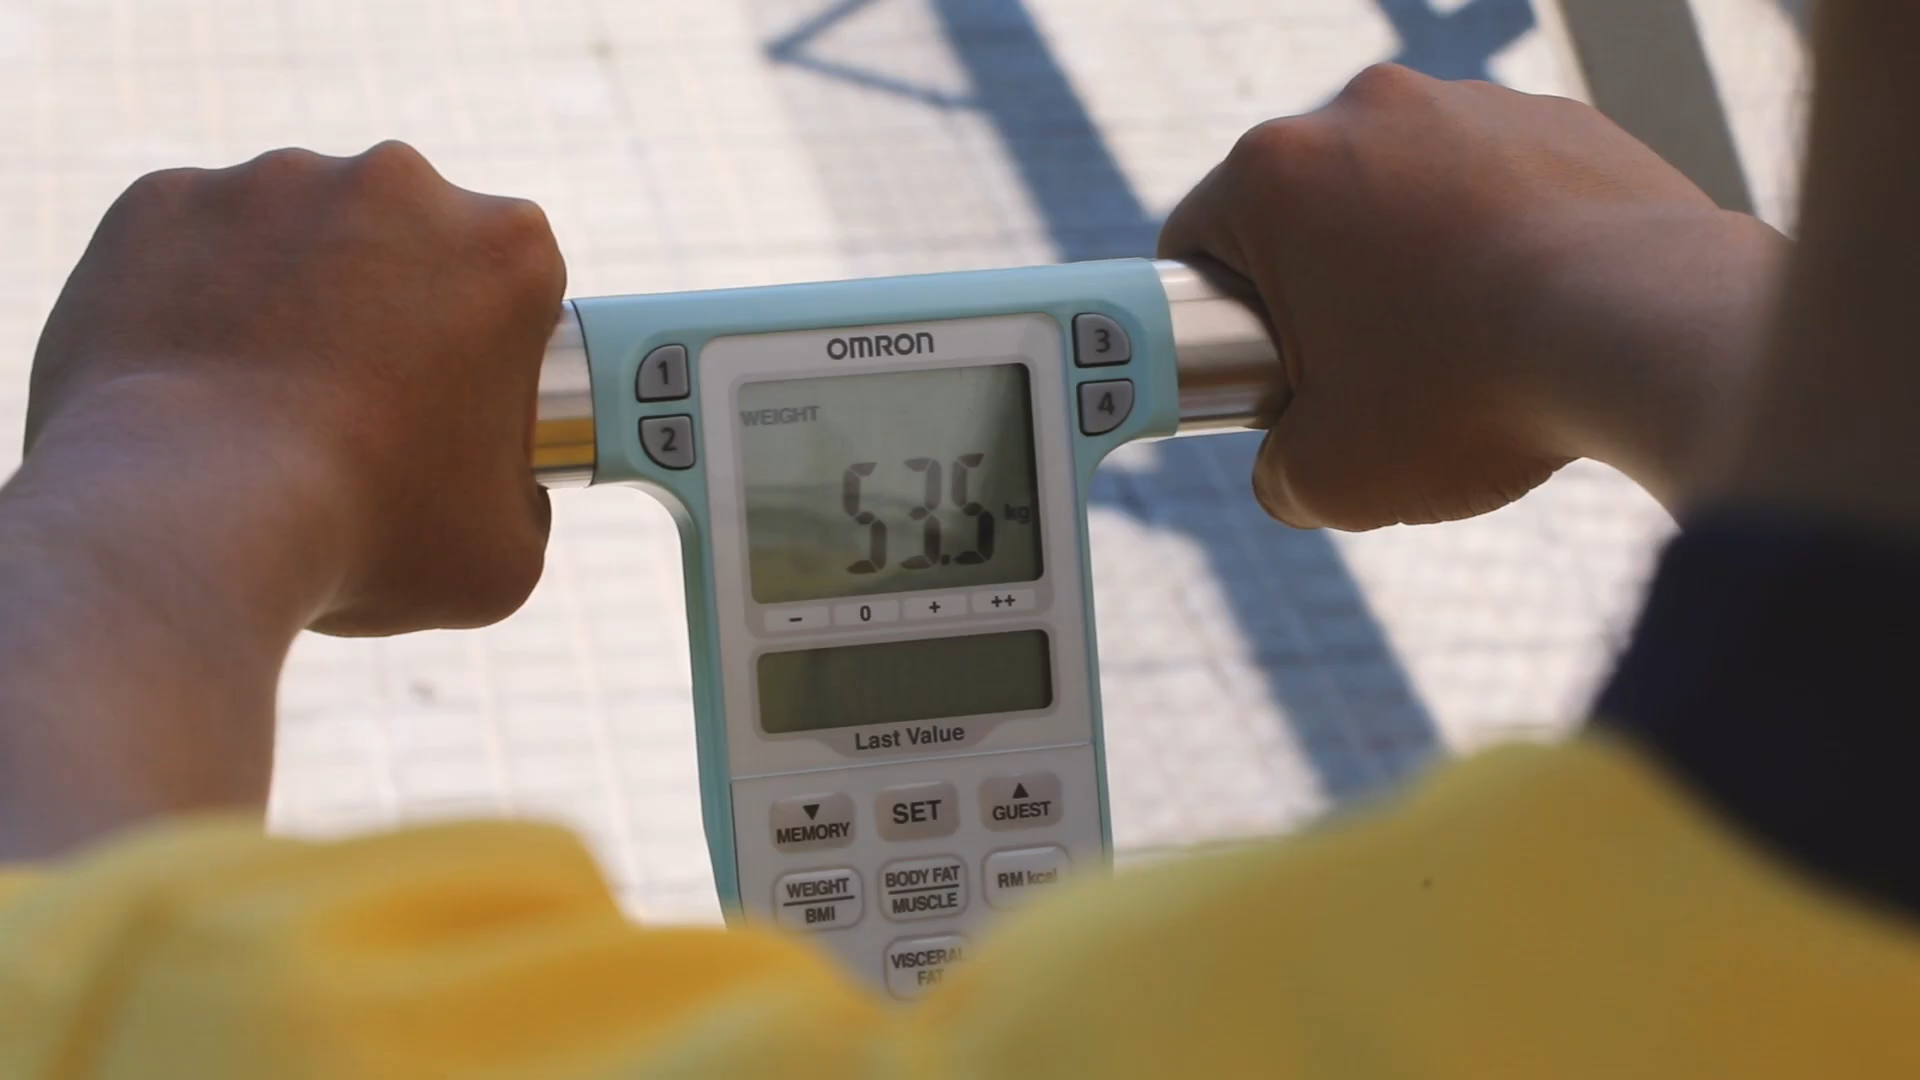 OMRON
1
2
3
4
WEIGHT
53.5 kg
− 0 + ++
Last Value
▼ SET ▲
MEMORY GUEST
WEIGHT BODY FAT RM kcal
BMI MUSCLE
VISCERAL
FAT